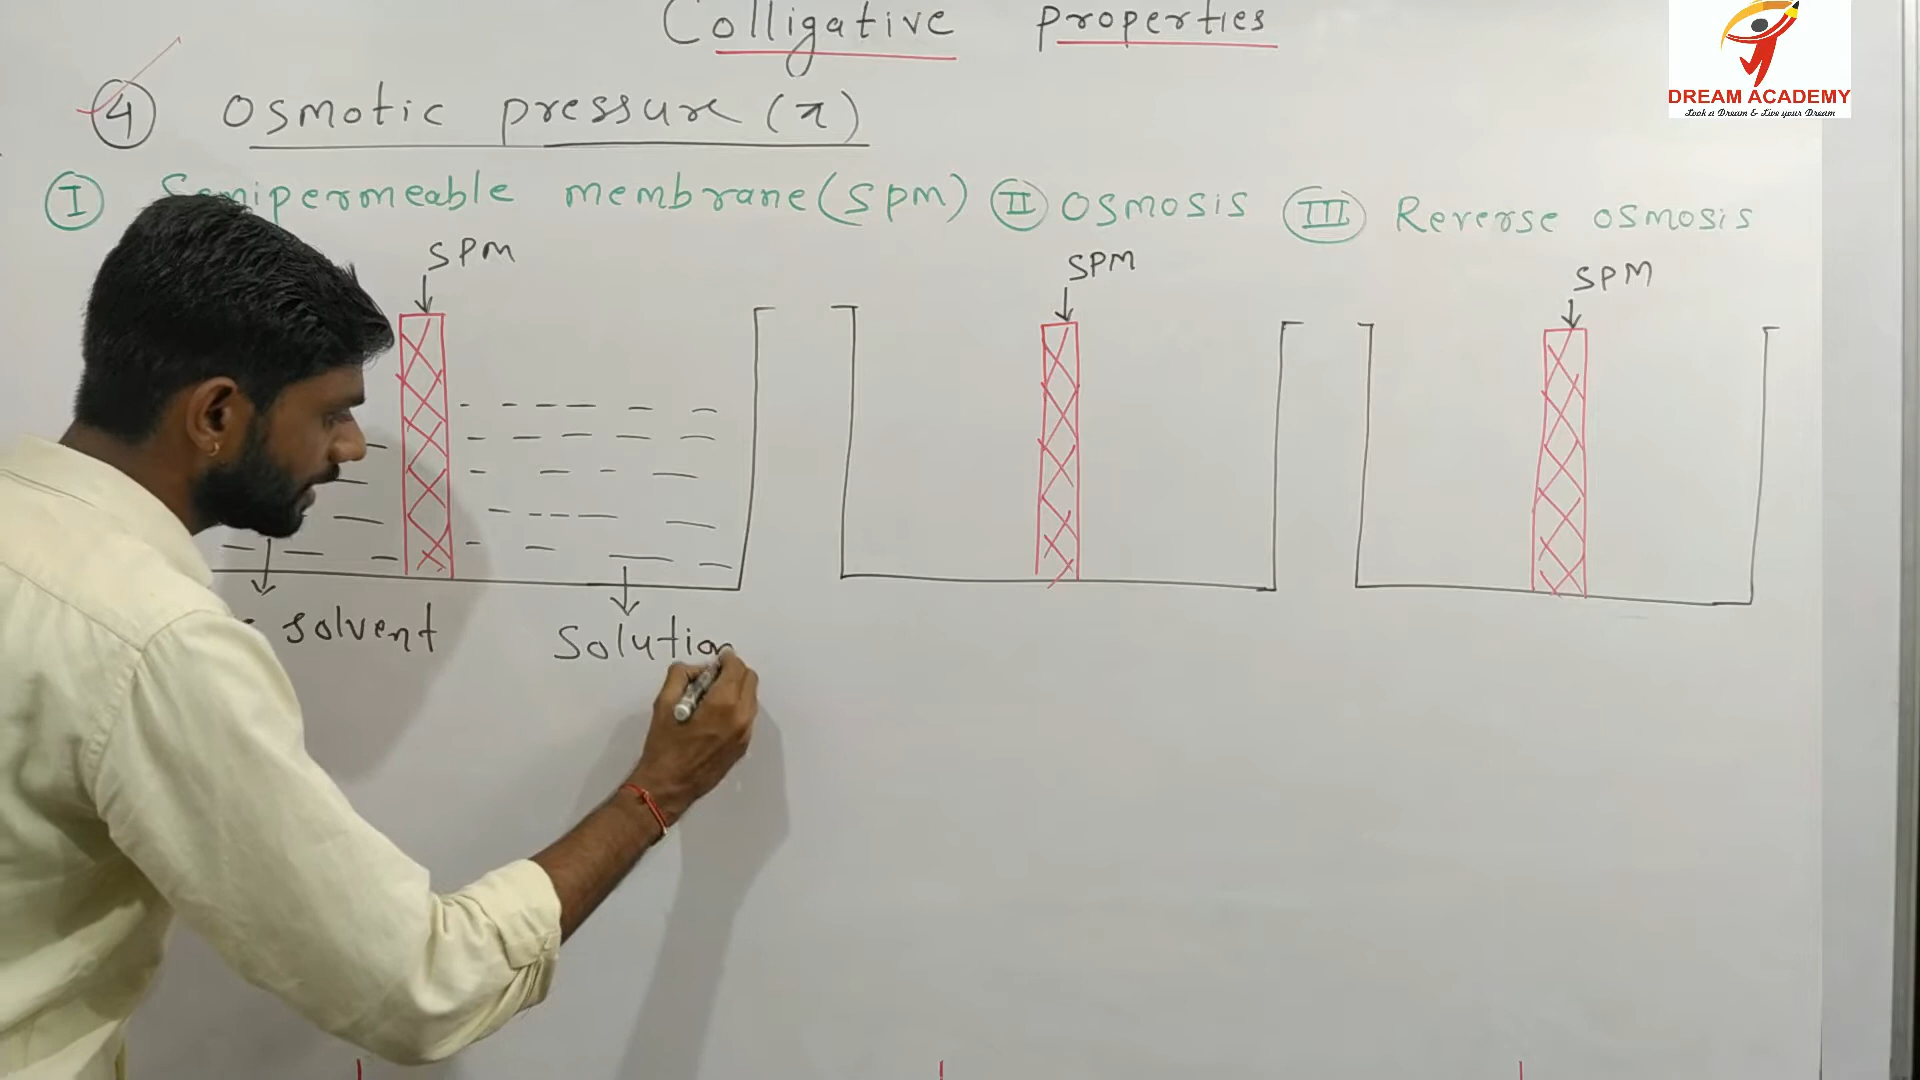 Colligative properties
DREAM ACADEMY
Look a Dream & Live your Dream
4 Osmotic pressure (π)
I Semipermeable membrane (SPM) II Osmosis III Reverse osmosis
SPM SPM SPM
solvent Solution